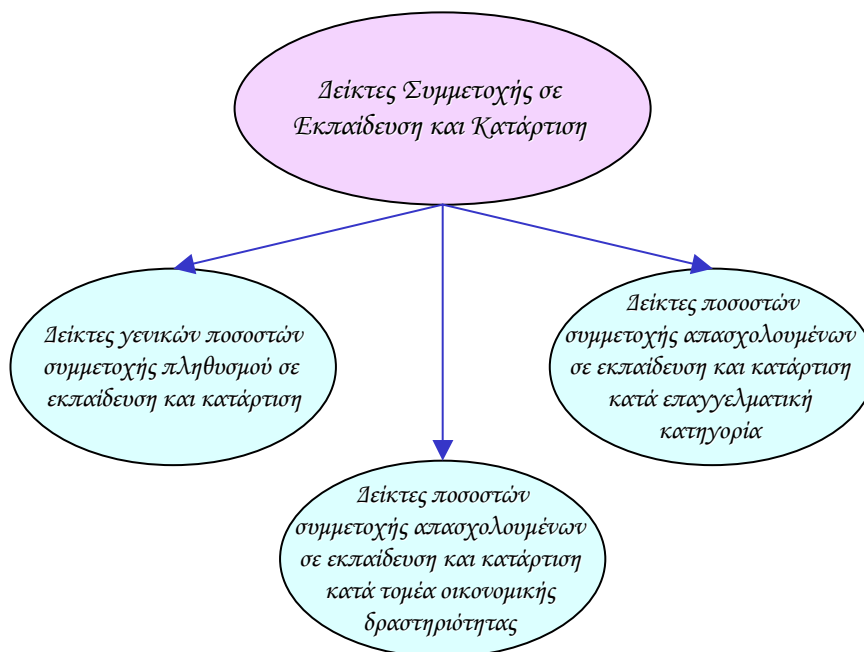 Δείκτες Συμμετοχής σε
Εκπαίδευση και Κατάρτιση
Δείκτες γενικών ποσοστών
συμμετοχής πληθυσμού σε
εκπαίδευση και κατάρτιση
Δείκτες ποσοστών
συμμετοχής απασχολουμένων
σε εκπαίδευση και κατάρτιση
κατά επαγγελματική
κατηγορία
Δείκτες ποσοστών
συμμετοχής απασχολουμένων
σε εκπαίδευση και κατάρτιση
κατά τομέα οικονομικής
δραστηριότητας